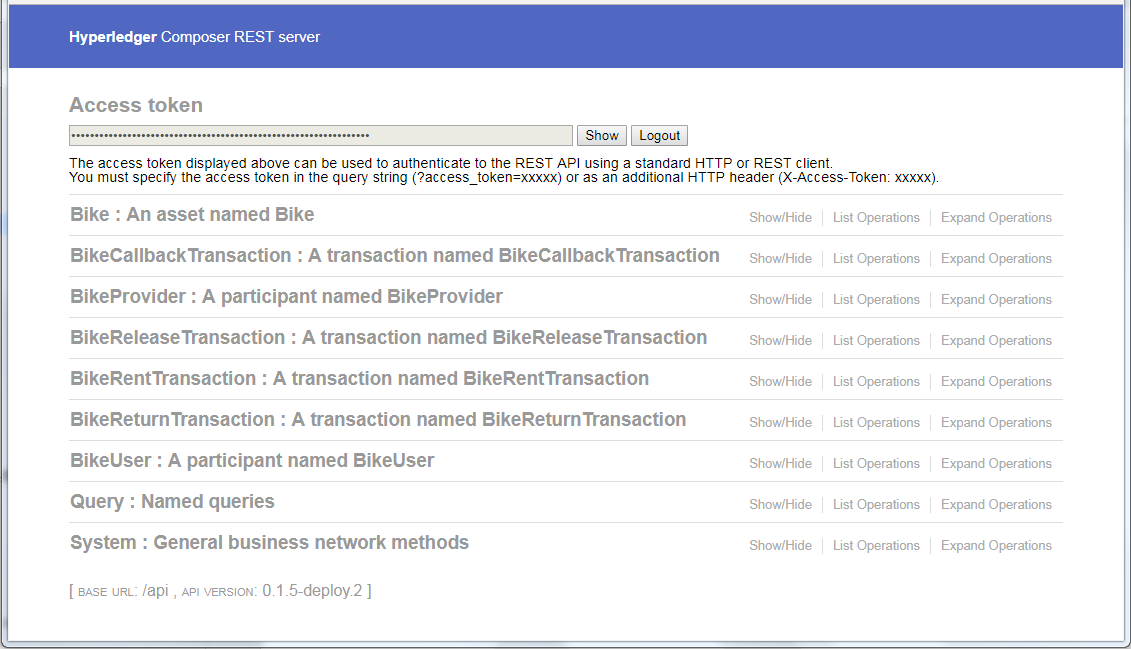 Hyperledger Composer REST server
Access token
Show Logout
The access token displayed above can be used to authenticate to the REST API using a standard HTTP or REST client.
You must specify the access token in the query string (?access_token=xxxxx) or as an additional HTTP header (X-Access-Token: xxxxx).
Bike : An asset named Bike Show/Hide List Operations Expand Operations
BikeCallbackTransaction : A transaction named BikeCallbackTransaction Show/Hide List Operations Expand Operations
BikeProvider : A participant named BikeProvider Show/Hide List Operations Expand Operations
BikeReleaseTransaction : A transaction named BikeReleaseTransaction Show/Hide List Operations Expand Operations
BikeRentTransaction : A transaction named BikeRentTransaction Show/Hide List Operations Expand Operations
BikeReturnTransaction : A transaction named BikeReturnTransaction Show/Hide List Operations Expand Operations
BikeUser : A participant named BikeUser Show/Hide List Operations Expand Operations
Query : Named queries Show/Hide List Operations Expand Operations
System : General business network methods Show/Hide List Operations Expand Operations
[ BASE URL: /api , API VERSION: 0.1.5-deploy.2 ]